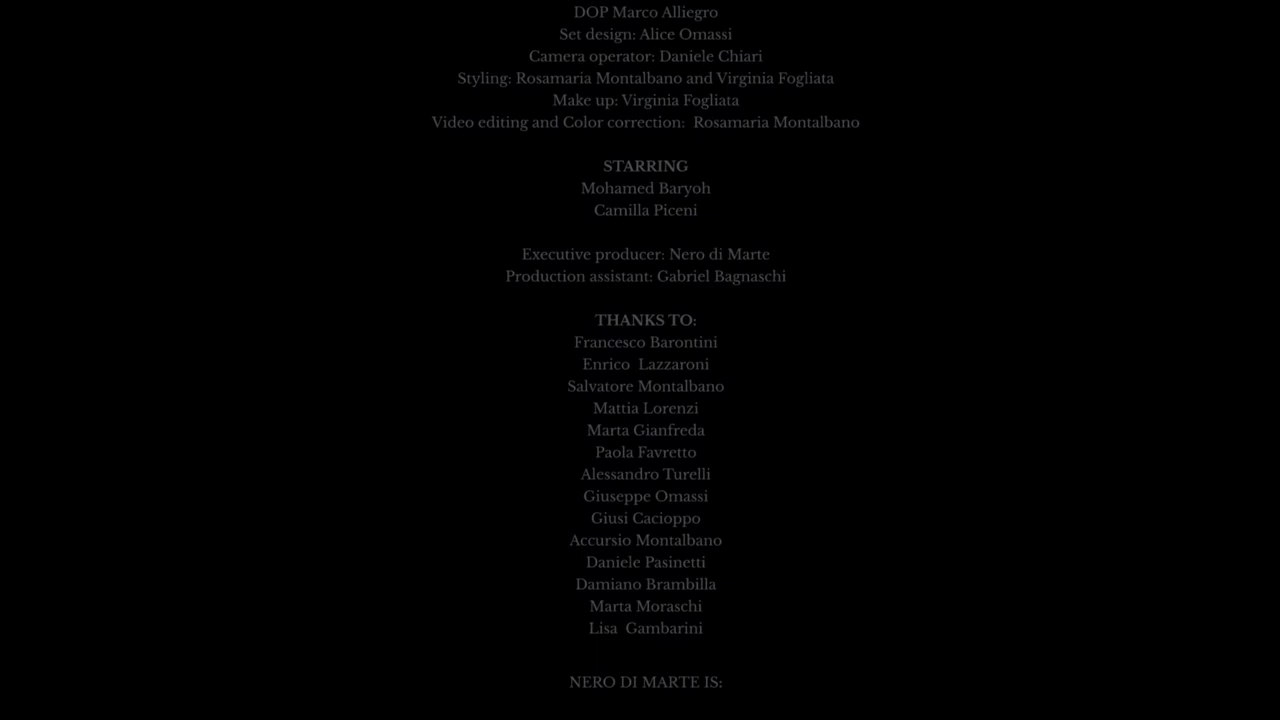 DOP Marco Alliegro
Set design: Alice Omassi
Camera operator: Daniele Chiari
Styling: Rosamaria Montalbano and Virginia Fogliata
Make up: Virginia Fogliata
Video editing and Color correction:  Rosamaria Montalbano
STARRING
Mohamed Baryoh
Camilla Piceni
Executive producer: Nero di Marte
Production assistant: Gabriel Bagnaschi
THANKS TO:
Francesco Barontini
Enrico  Lazzaroni
Salvatore Montalbano
Mattia Lorenzi
Marta Gianfreda
Paola Favretto
Alessandro Turelli
Giuseppe Omassi
Giusi Cacioppo
Accursio Montalbano
Daniele Pasinetti
Damiano Brambilla
Marta Moraschi
Lisa  Gambarini
NERO DI MARTE IS: